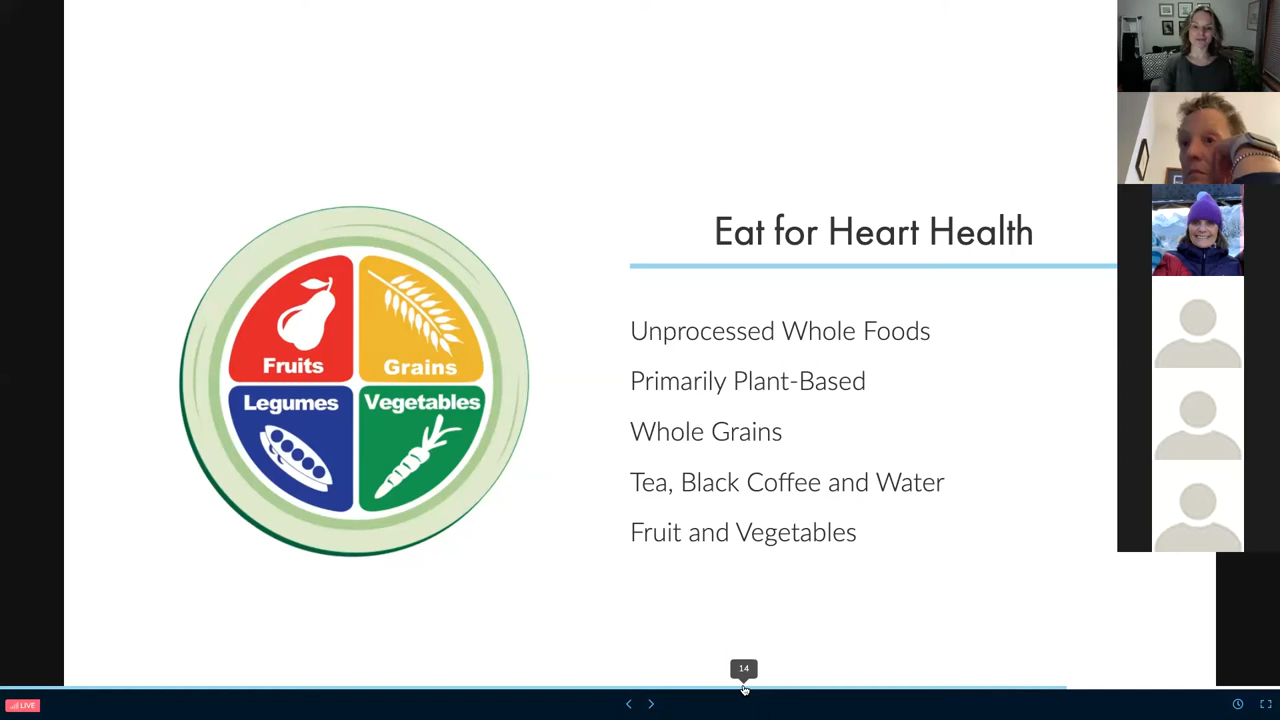 Eat for Heart Health
Fruits
Grains
Legumes
Vegetables
Unprocessed Whole Foods
Primarily Plant-Based
Whole Grains
Tea, Black Coffee and Water
Fruit and Vegetables
14
LIVE